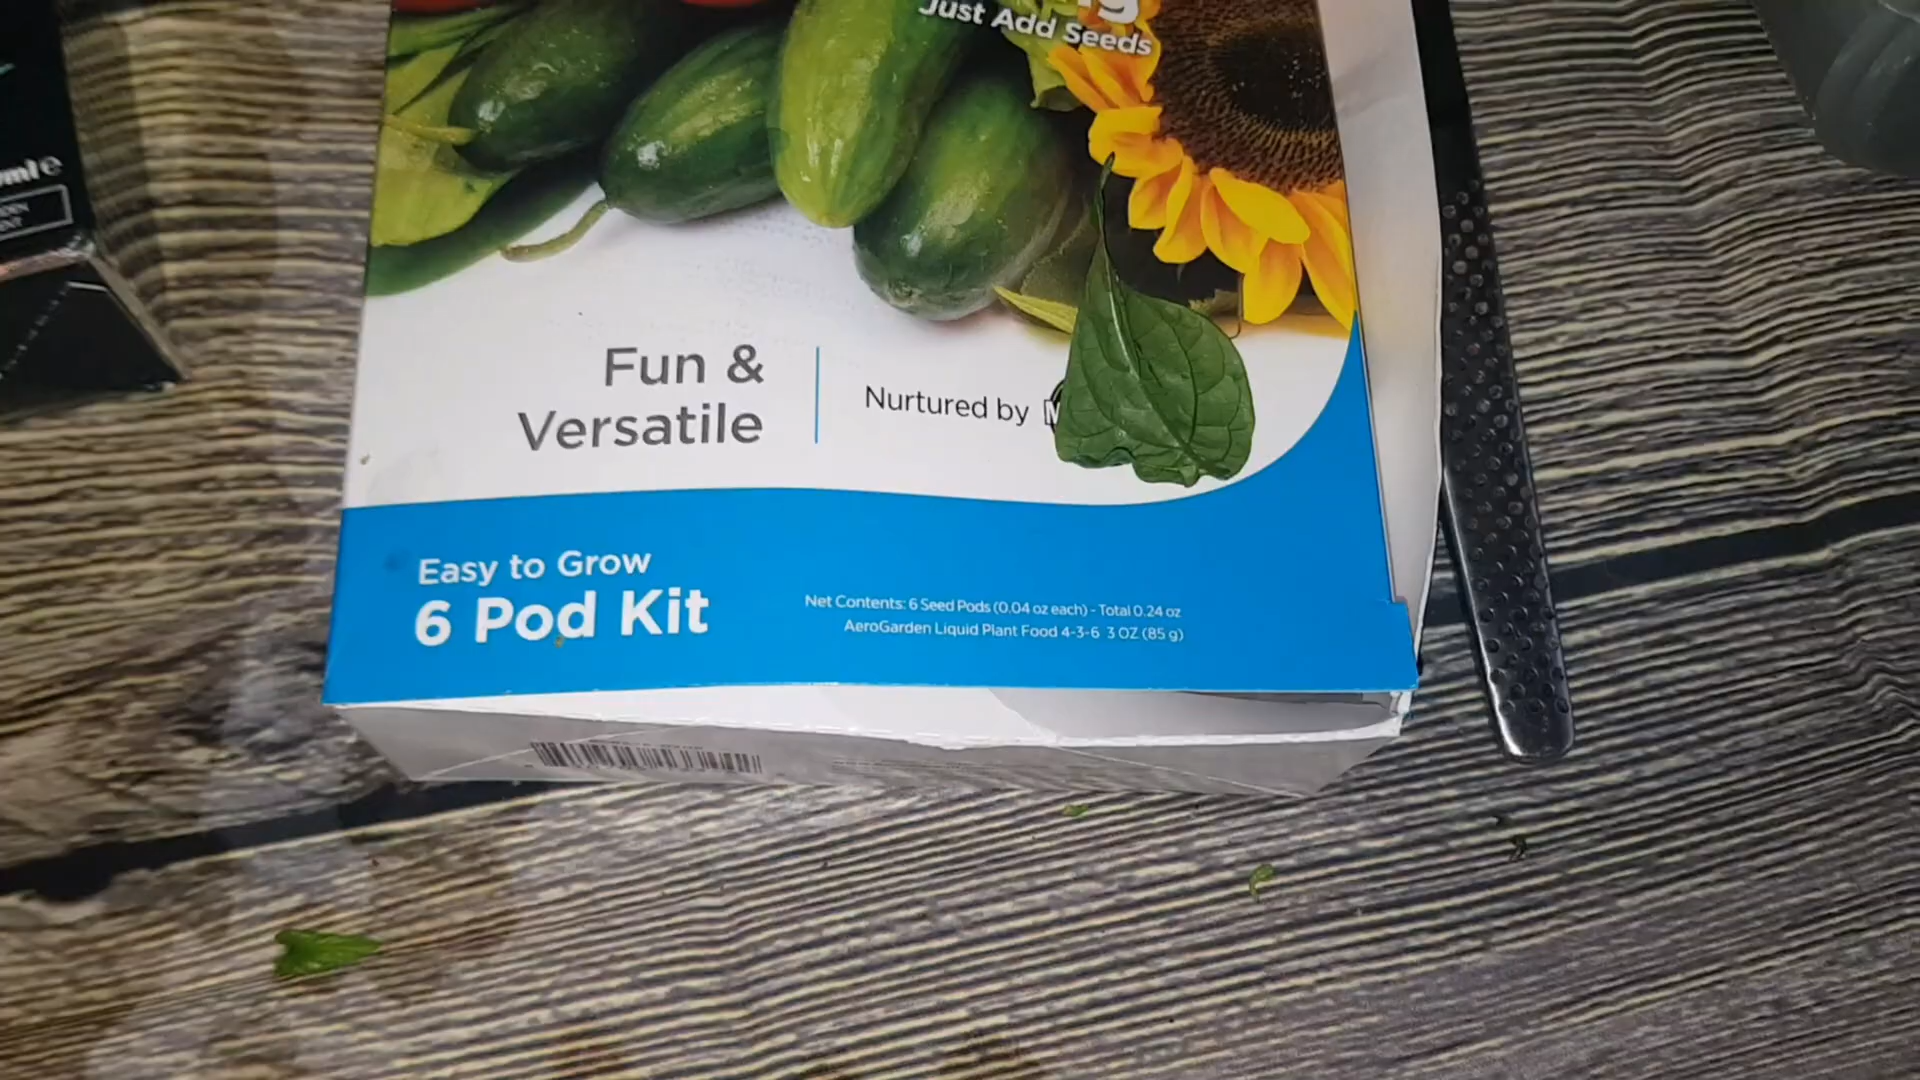 Just Add Seeds
Fun &
Versatile
Nurtured by
Easy to Grow
6 Pod Kit
Net Contents: 6 Seed Pods (0.04 oz each) - Total 0.24 oz
AeroGarden Liquid Plant Food 4-3-6 3 OZ (85 g)